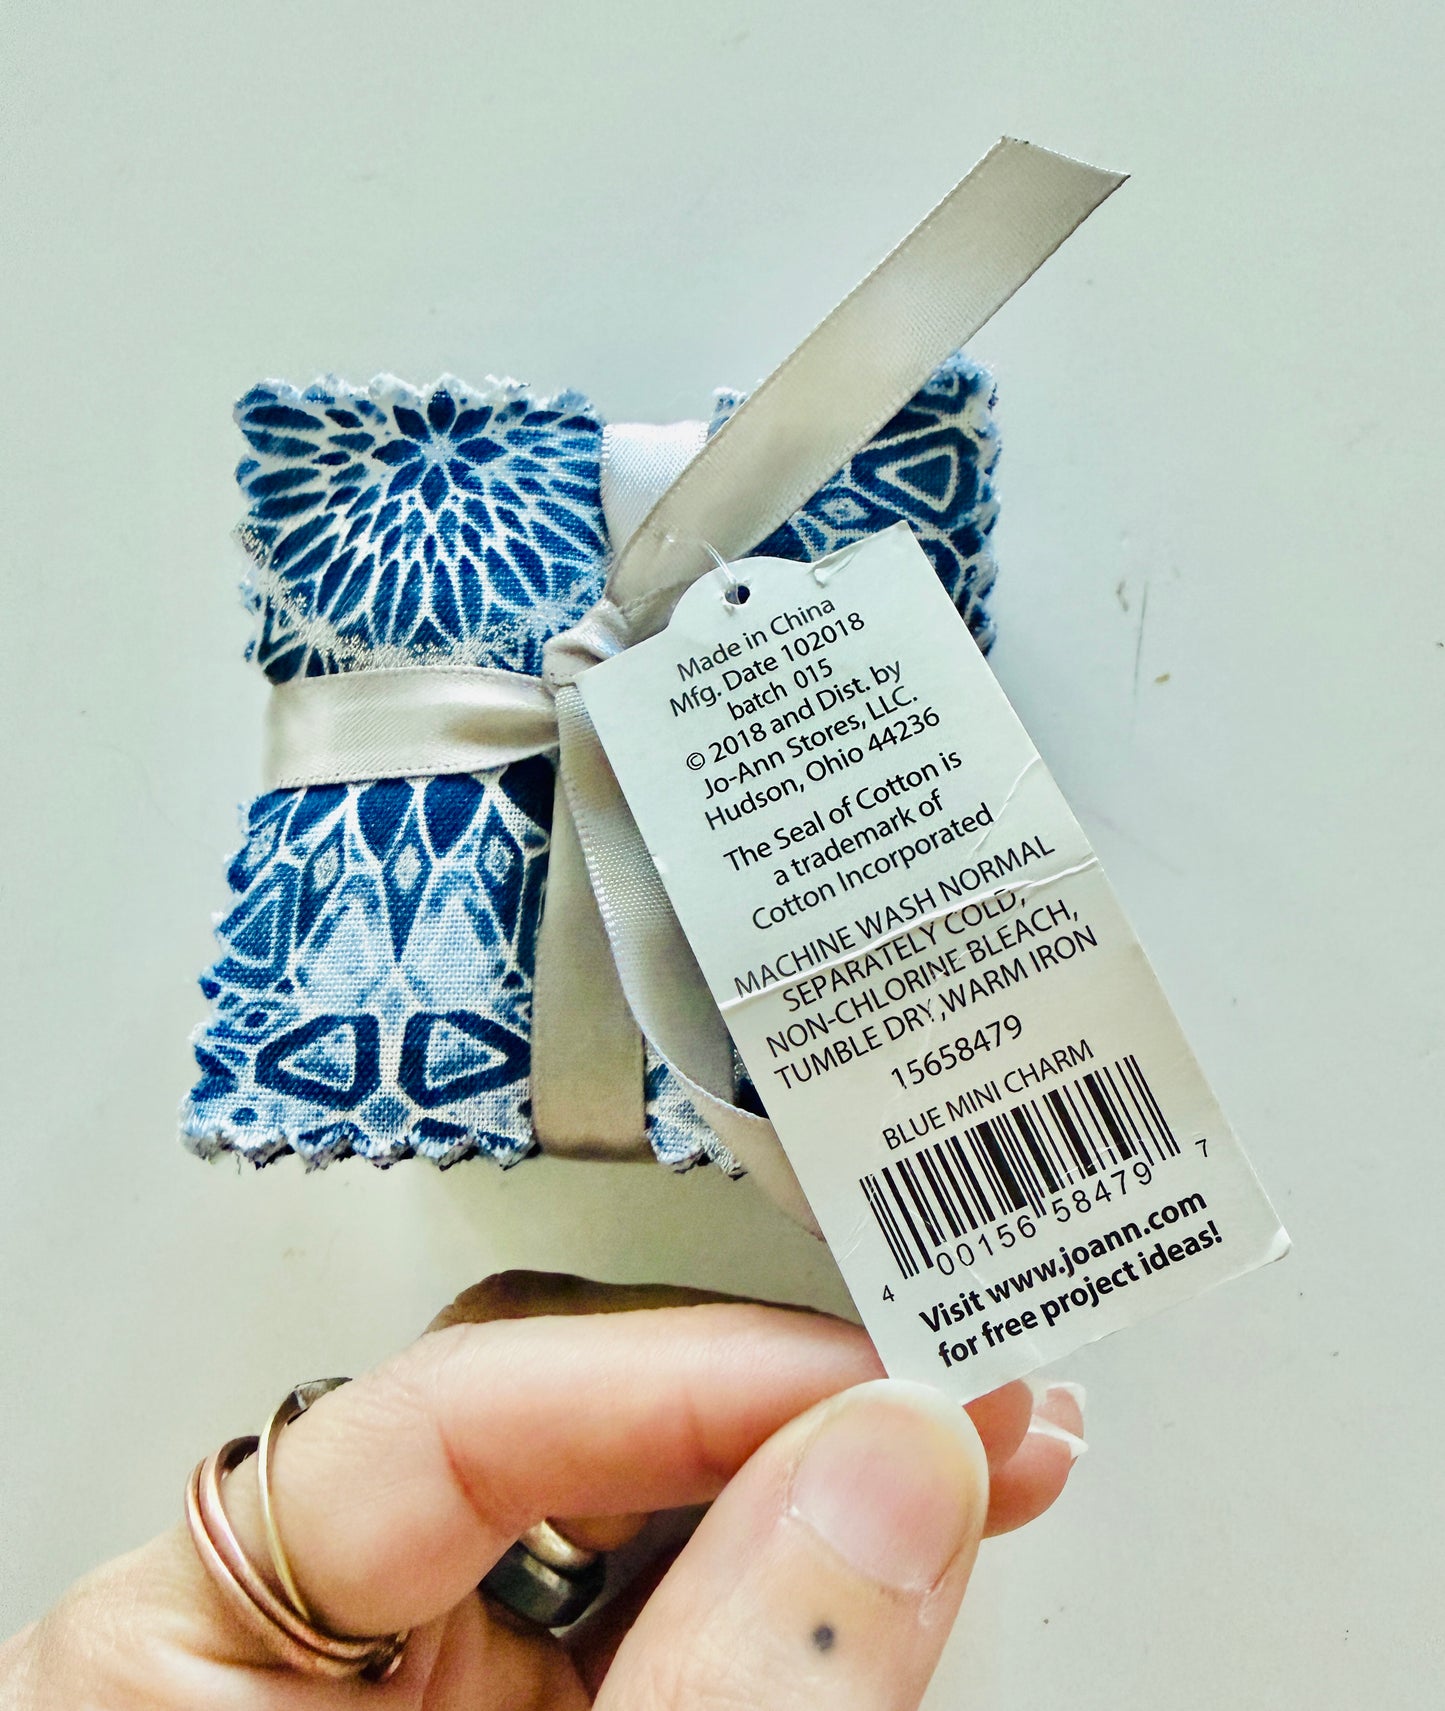 Made in China
Mfg. Date 102018
batch 015
© 2018 and Dist. by
Jo-Ann Stores, LLC.
Hudson, Ohio 44236
The Seal of Cotton is
a trademark of
Cotton Incorporated
MACHINE WASH NORMAL
SEPARATELY COLD,
NON-CHLORINE BLEACH,
TUMBLE DRY,WARM IRON
15658479
BLUE MINI CHARM
4 00156 58479 7
Visit www.joann.com
for free project ideas!